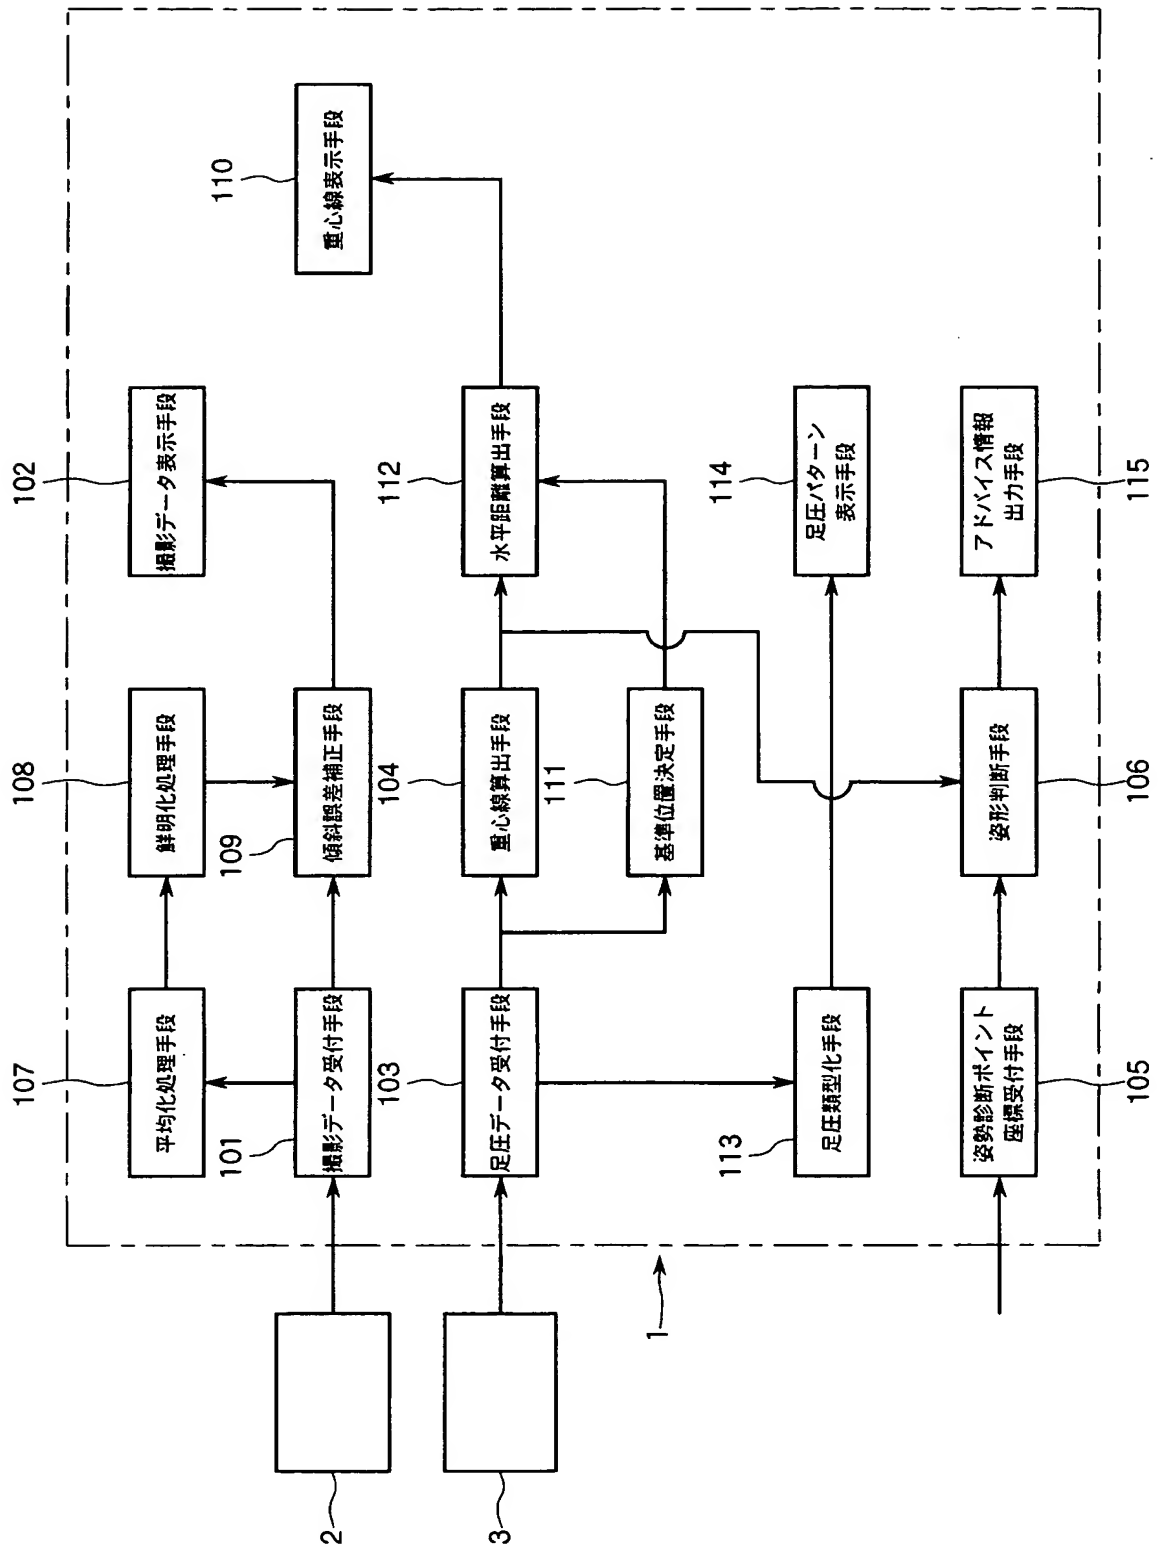 110
重心線表示手段
102
撮影データ表示手段
112
水平距離算出手段
114
足圧パターン
表示手段
アドバイス情報
出力手段
115
108
鮮明化処理手段
109
傾斜誤差補正手段
104
重心線算出手段
111
基準位置決定手段
姿形判断手段
106
107
平均化処理手段
101
撮影データ受付手段
103
足圧データ受付手段
113
足圧類型化手段
姿勢診断ポイント
座標受付手段
105
1
2
3